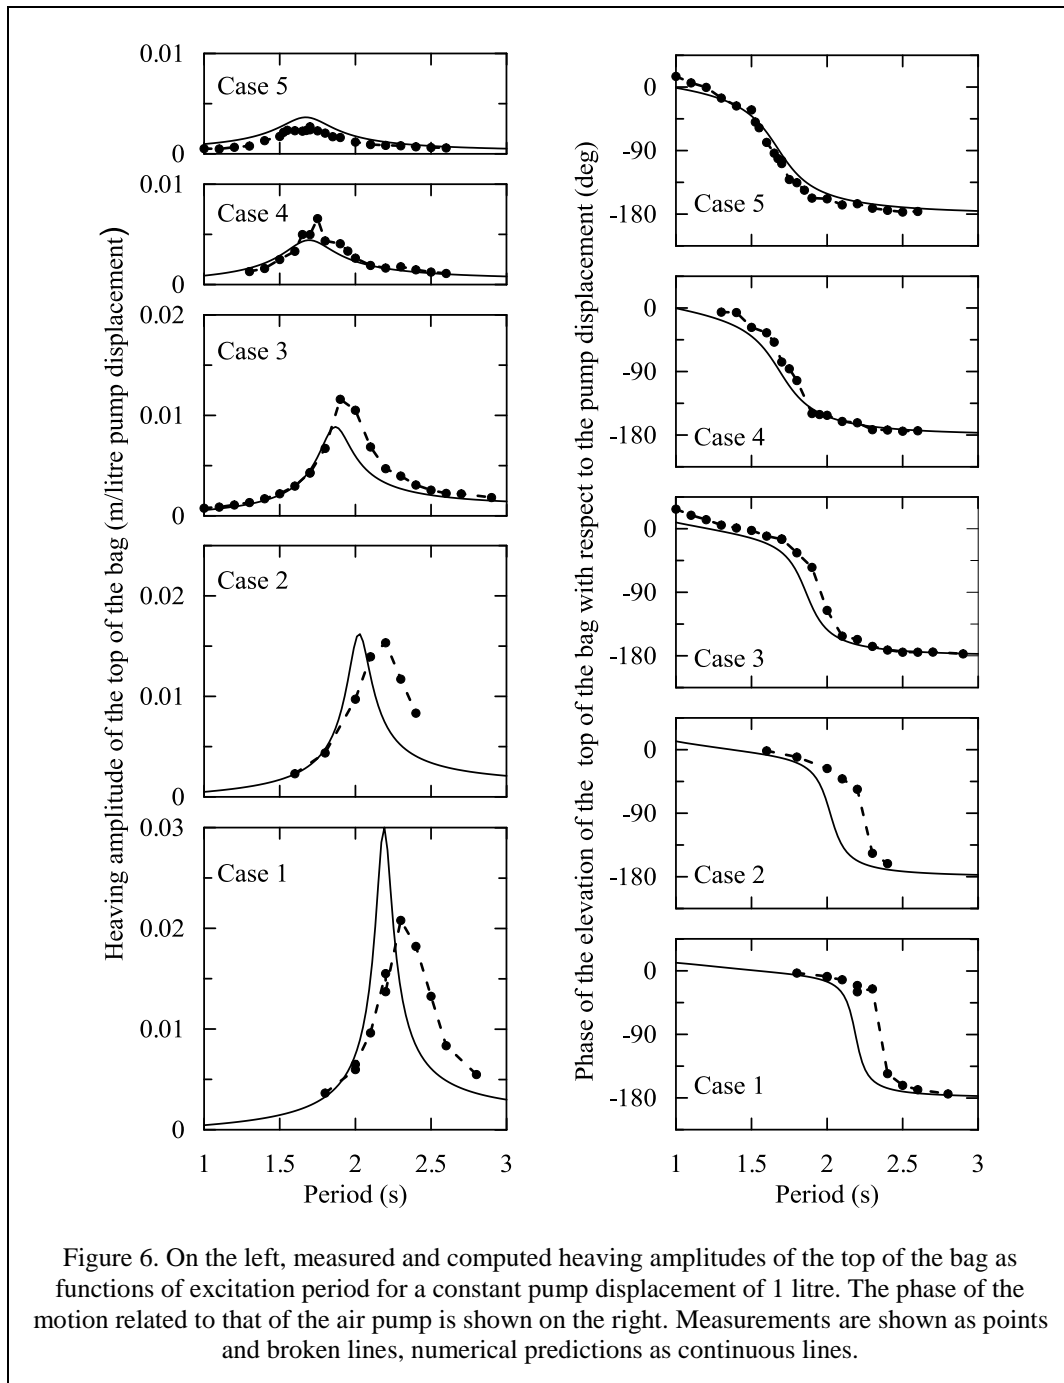 Heaving amplitude of the top of the bag (m/litre pump displacement)
0.01
Case 5
0
0.01
Case 4
0
0.02
Case 3
0.01
0
Case 2
0.02
0.01
0
0.03
Case 1
0.02
0.01
0
1 1.5 2 2.5 3
Period (s)
Phase of the elevation of the top of the bag with respect to the pump displacement (deg)
0
-90
-180
Case 5
0
-90
-180
Case 4
0
-90
-180
Case 3
0
-90
-180
Case 2
0
-90
-180
Case 1
1 1.5 2 2.5 3
Period (s)
Figure 6. On the left, measured and computed heaving amplitudes of the top of the bag as
functions of excitation period for a constant pump displacement of 1 litre. The phase of the
motion related to that of the air pump is shown on the right. Measurements are shown as points
and broken lines, numerical predictions as continuous lines.